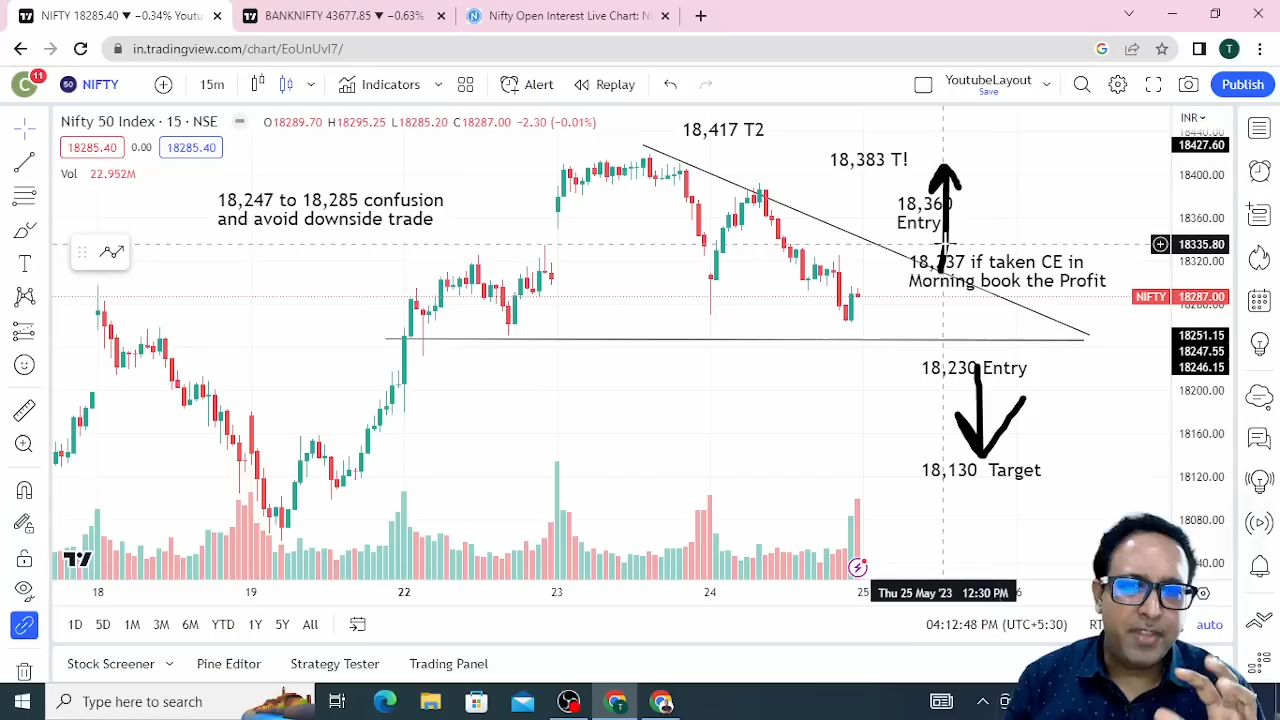 NIFTY 18285.40 ▼ −0.34% Yout
BANKNIFTY 43677.85 ▼ −0.63%
Nifty Open Interest Live Chart: N
in.tradingview.com/chart/EoUnUvI7/
T
C
11
50
NIFTY
15m
Indicators
Alert
Replay
YoutubeLayout
Save
Publish
Nifty 50 Index · 15 · NSE
O18289.70 H18295.25 L18285.20 C18287.00 −2.30 (−0.01%)
18285.40
0.00
18285.40
Vol 22.952M
INR
18,417 T2
18,383 T!
18,247 to 18,285 confusion
and avoid downside trade
18,360
Entry
if taken CE in
Morning book the Profit
18,230 Entry
18,130 Target
18440.00
18427.60
18400.00
18360.00
18335.80
18320.00
NIFTY 18287.00
18280.00
18251.15
18247.55
18246.15
18200.00
18160.00
18120.00
18080.00
18
19
22
23
24
25
Thu 25 May '23 12:30 PM
1D
5D
1M
3M
6M
YTD
1Y
5Y
All
04:12:48 PM (UTC+5:30)
auto
Stock Screener
Pine Editor
Strategy Tester
Trading Panel
Type here to search